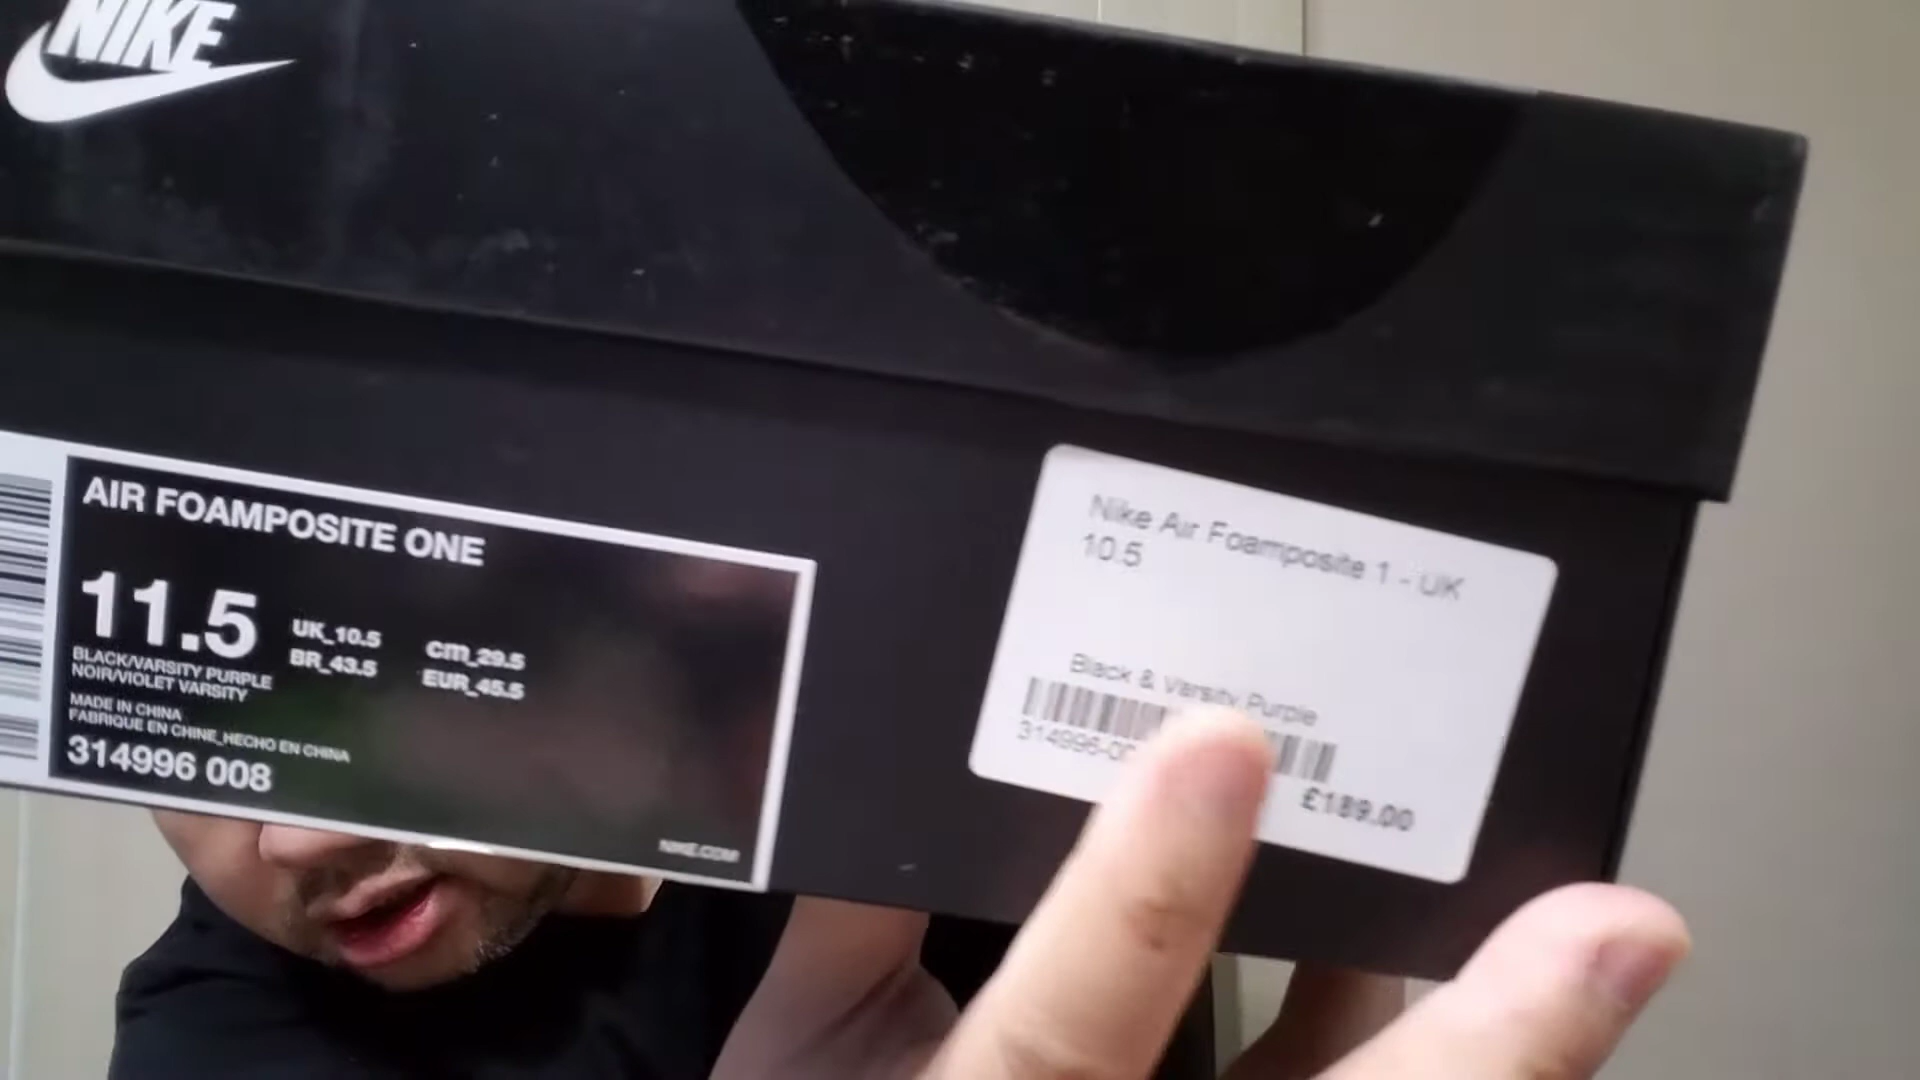 NIKE
AIR FOAMPOSITE ONE
11.5
UK_10.5
cm_29.5
BR_43.5
EUR_45.5
BLACK/VARSITY PURPLE
NOIR/VIOLET VARSITY
MADE IN CHINA
FABRIQUE EN CHINE_HECHO EN CHINA
314996 008
NIKE.COM
Nike Air Foamposite 1 - UK
10.5
Black & Varsity Purple
314996-00
£189.00